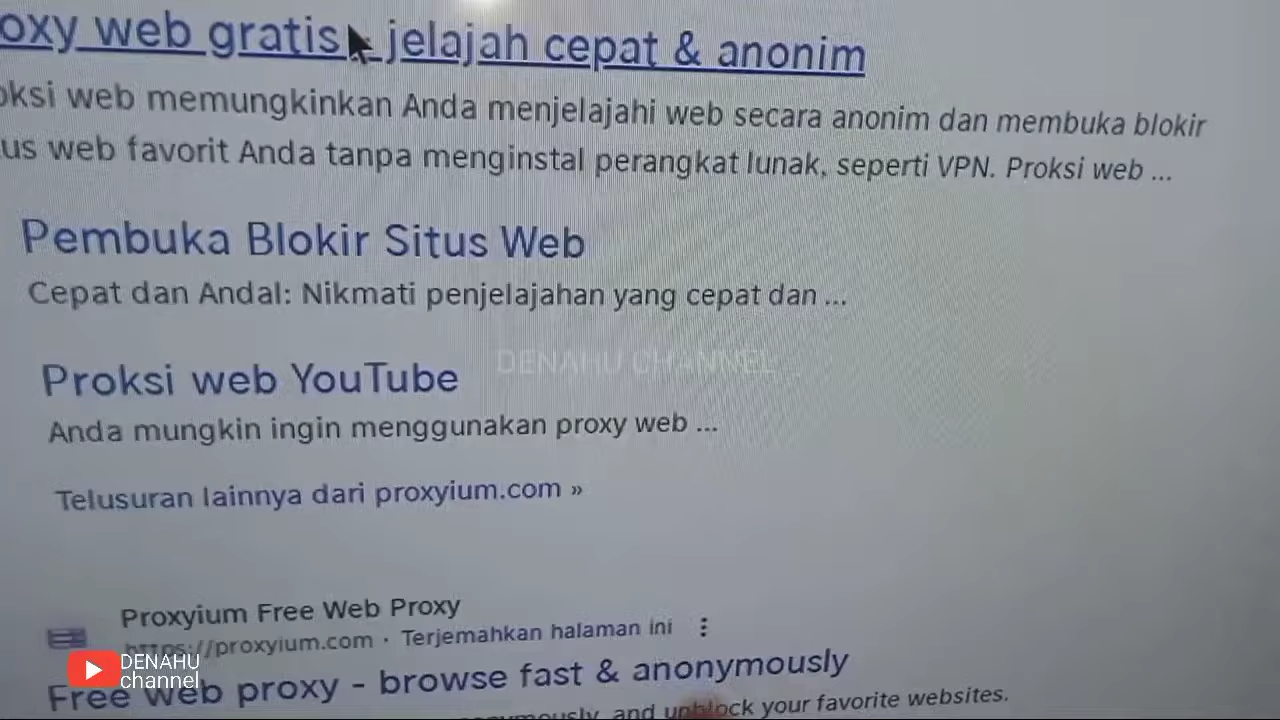 oxy web gratis - jelajah cepat & anonim
oksi web memungkinkan Anda menjelajahi web secara anonim dan membuka blokir
us web favorit Anda tanpa menginstal perangkat lunak, seperti VPN. Proksi web ...
Pembuka Blokir Situs Web
Cepat dan Andal: Nikmati penjelajahan yang cepat dan ...
DENAHU CHANNEL
Proksi web YouTube
Anda mungkin ingin menggunakan proxy web ...
Telusuran lainnya dari proxyium.com »
Proxyium Free Web Proxy
https://proxyium.com · Terjemahkan halaman ini
DENAHU
channel
Free web proxy - browse fast & anonymously
and unblock your favorite websites.